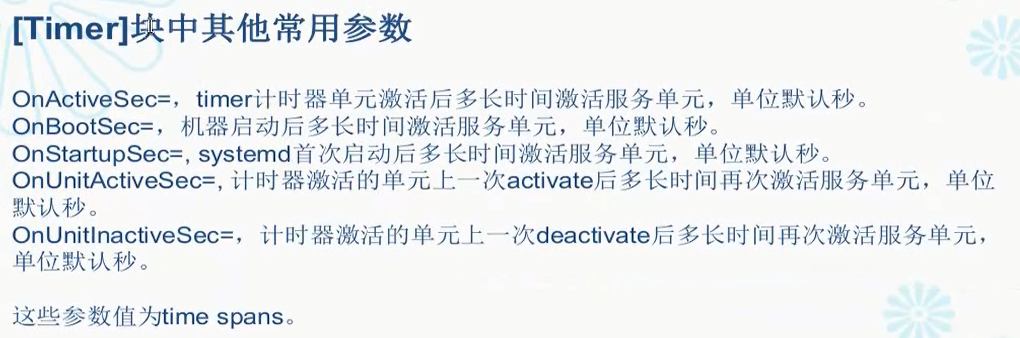 [Timer]块中其他常用参数
OnActiveSec=，timer计时器单元激活后多长时间激活服务单元，单位默认秒。
OnBootSec=，机器启动后多长时间激活服务单元，单位默认秒。
OnStartupSec=, systemd首次启动后多长时间激活服务单元，单位默认秒。
OnUnitActiveSec=, 计时器激活的单元上一次activate后多长时间再次激活服务单元，单位
默认秒。
OnUnitInactiveSec=，计时器激活的单元上一次deactivate后多长时间再次激活服务单元，
单位默认秒。
这些参数值为time spans。